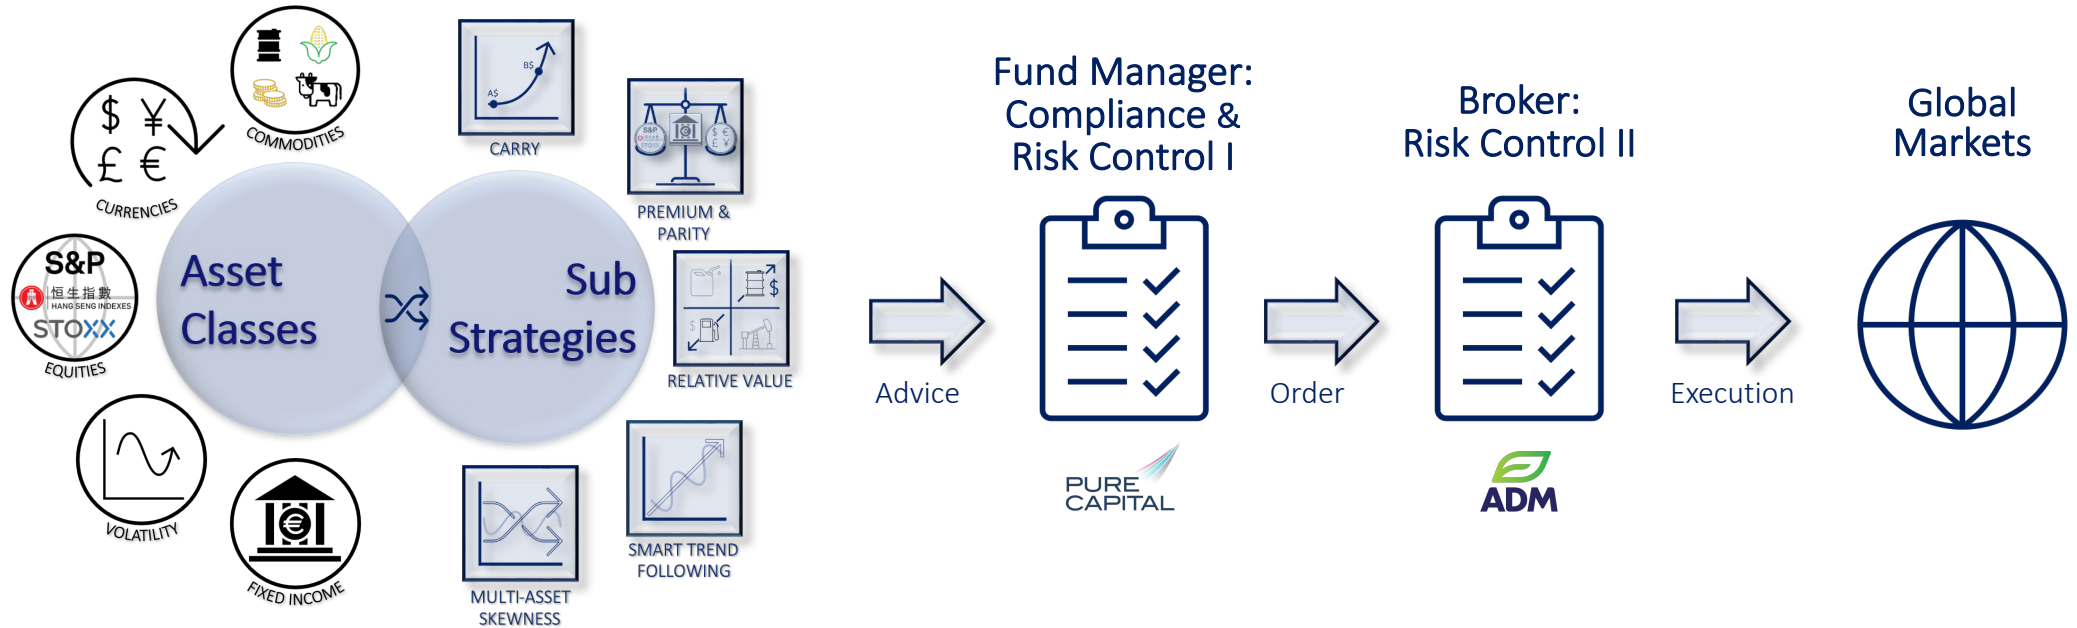 COMMODITIES
$ ¥
£ €
CURRENCIES
S&P
恒生指數
HANG SENG INDEXES
STOXX
EQUITIES
VOLATILITY
€
FIXED INCOME
Asset
Classes
Sub
Strategies
A$
B$
CARRY
S&P
STOXX
€
$ €
£ ¥
PREMIUM &
PARITY
$
$
RELATIVE VALUE
SMART TREND
FOLLOWING
MULTI-ASSET
SKEWNESS
Advice
Fund Manager:
Compliance &
Risk Control I
PURE
CAPITAL
Order
Broker:
Risk Control II
ADM
Execution
Global
Markets